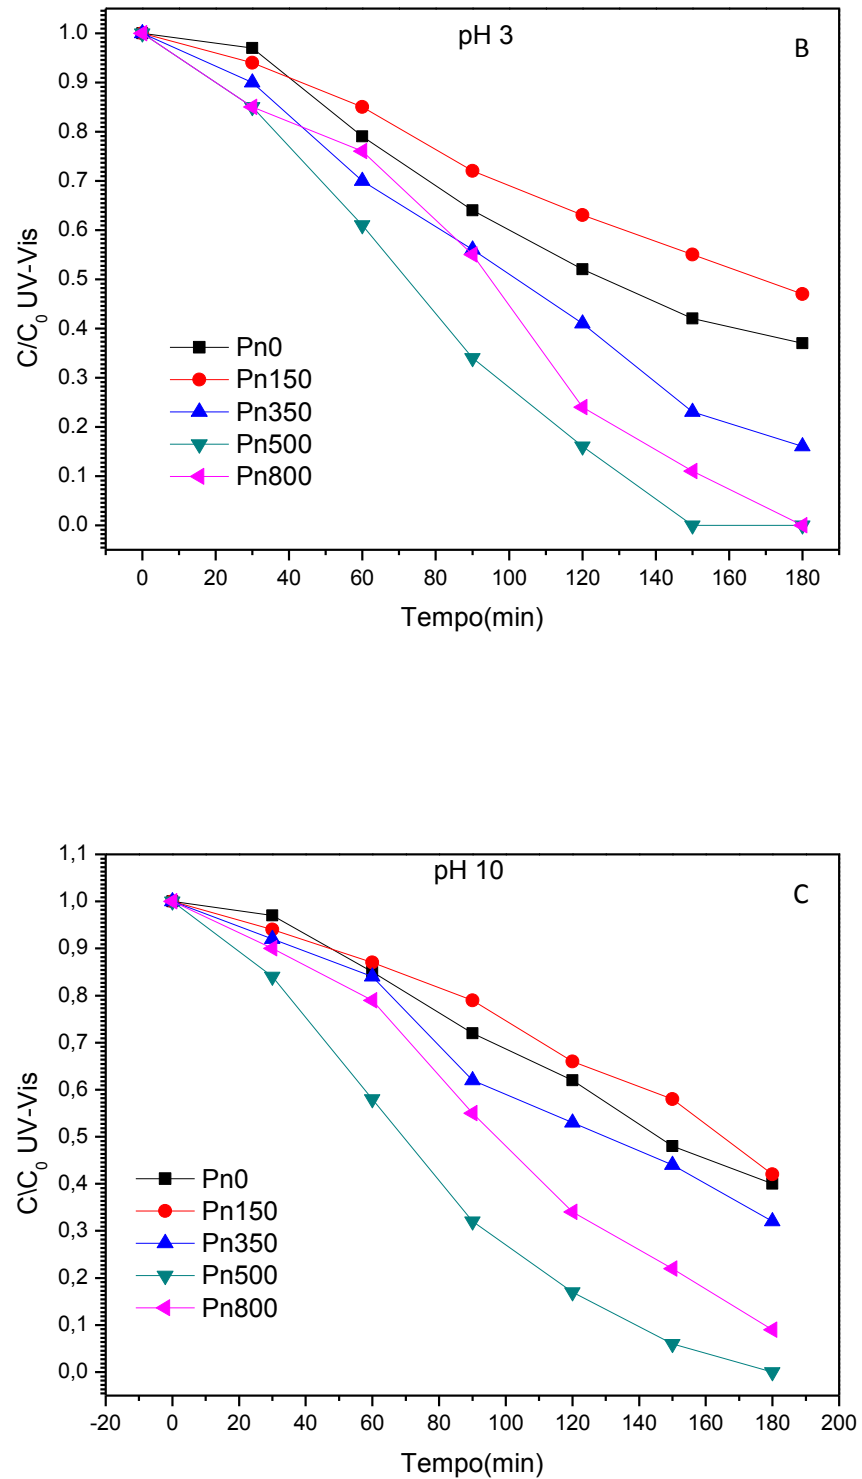 pH 3
B
1.0
0.9
0.8
0.7
0.6
0.5
0.4
0.3
0.2
0.1
0.0
C/C0 UV-Vis
Pn0
Pn150
Pn350
Pn500
Pn800
0 20 40 60 80 100 120 140 160 180
Tempo(min)
pH 10
C
1,1
1,0
0,9
0,8
0,7
0,6
0,5
0,4
0,3
0,2
0,1
0,0
C\C0 UV-Vis
Pn0
Pn150
Pn350
Pn500
Pn800
-20 0 20 40 60 80 100 120 140 160 180 200
Tempo(min)